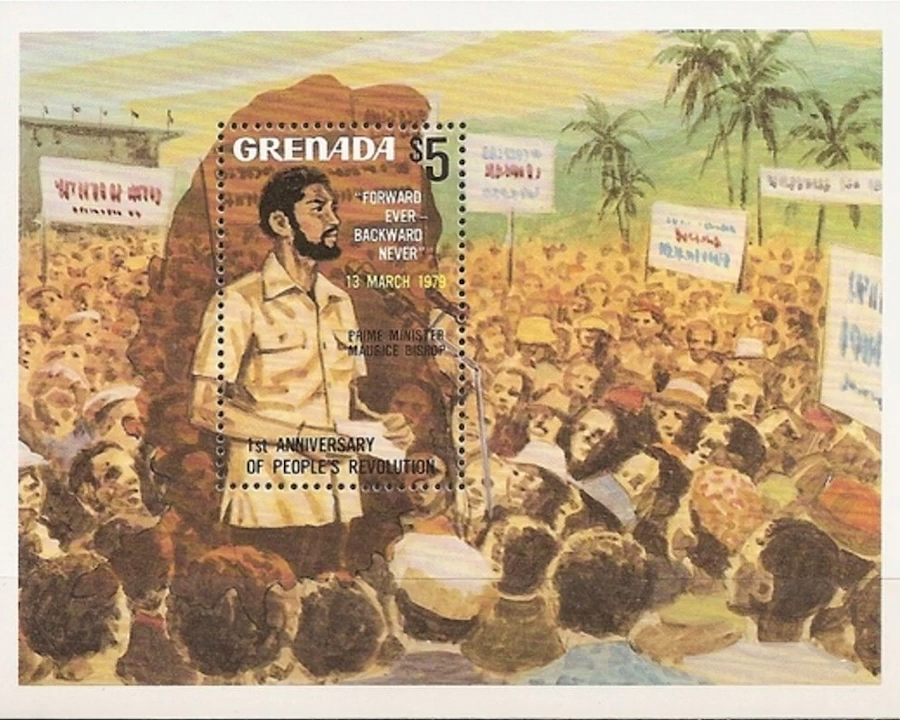 GRENADA $5
"FORWARD
EVER—
BACKWARD
NEVER"
13 MARCH 1979
PRIME MINISTER
MAURICE BISHOP
1st ANNIVERSARY
OF PEOPLE'S REVOLUTION